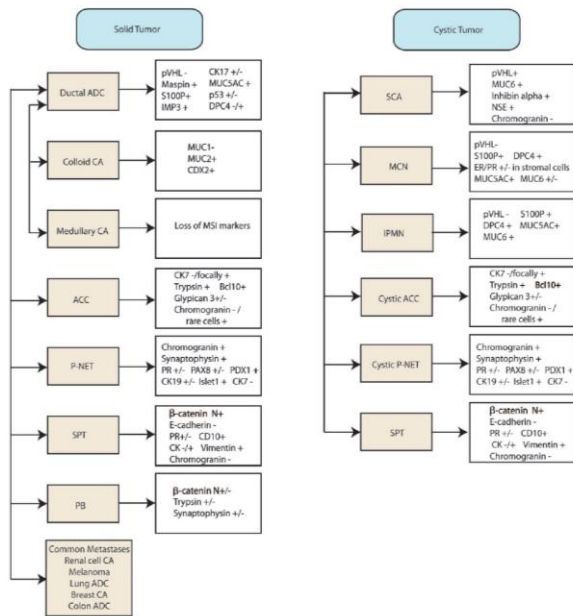 Solid Tumor
Ductal ADC
pVHL - CK17 +/-
Maspin + MUC5AC +
S100P+ p53 +/-
IMP3 + DPC4 -/+
Colloid CA
MUC1-
MUC2+
CDX2+
Medullary CA
Loss of MSI markers
ACC
CK7 -/focally +
Trypsin + Bcl10+
Glypican 3+/-
Chromogranin - /
rare cells +
P-NET
Chromogranin +
Synaptophysin +
PR +/- PAX8 +/- PDX1 +
CK19 +/- Islet1 + CK7 -
SPT
β-catenin N+
E-cadherin -
PR+/- CD10+
CK -/+ Vimentin +
Chromogranin -
PB
β-catenin N+/-
Trypsin +/-
Synaptophysin +/-
Common Metastases
Renal cell CA
Melanoma
Lung ADC
Breast CA
Colon ADC
Cystic Tumor
SCA
pVHL+
MUC6 +
Inhibin alpha +
NSE +
Chromogranin -
MCN
pVHL-
S100P+ DPC4 +
ER/PR +/- in stromal cells
MUC5AC+ MUC6 +/-
IPMN
pVHL - S100P +
DPC4 + MUC5AC+
MUC6 +
Cystic ACC
CK7 -/focally +
Trypsin + Bcl10+
Glypican 3+/-
Chromogranin - /
rare cells +
Cystic P-NET
Chromogranin +
Synaptophysin +
PR +/- PAX8 +/- PDX1 +
CK19 +/- Islet1 + CK7 -
SPT
β-catenin N+
E-cadherin -
PR +/- CD10+
CK -/+ Vimentin +
Chromogranin -